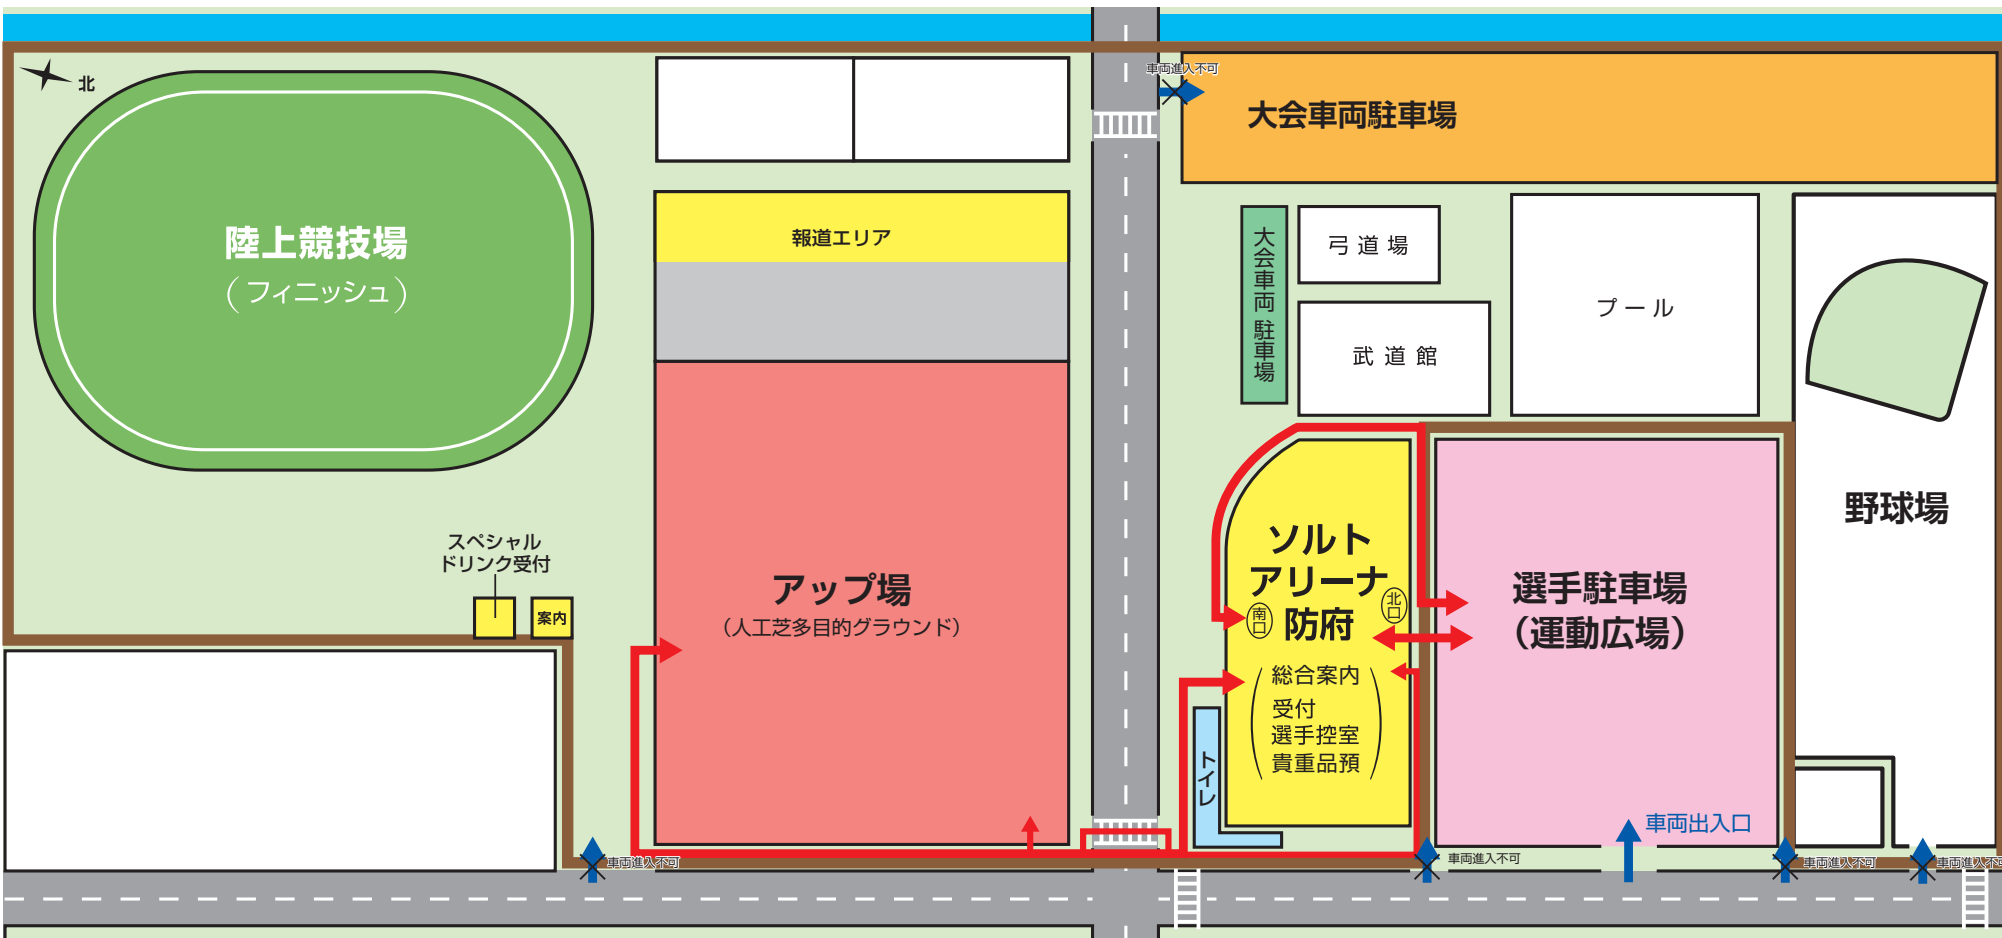 北
陸上競技場
（フィニッシュ）
スペシャル
ドリンク受付
案内
報道エリア
アップ場
（人工芝多目的グラウンド）
車両進入不可
大会車両駐車場
大会車両 駐車場
弓道場
武道館
プール
野球場
ソルト
アリーナ
防府
南口
北口
総合案内
受付
選手控室
貴重品預
トイレ
選手駐車場
（運動広場）
車両出入口
車両進入不可
車両進入不可
車両進入不可
車両進入不可